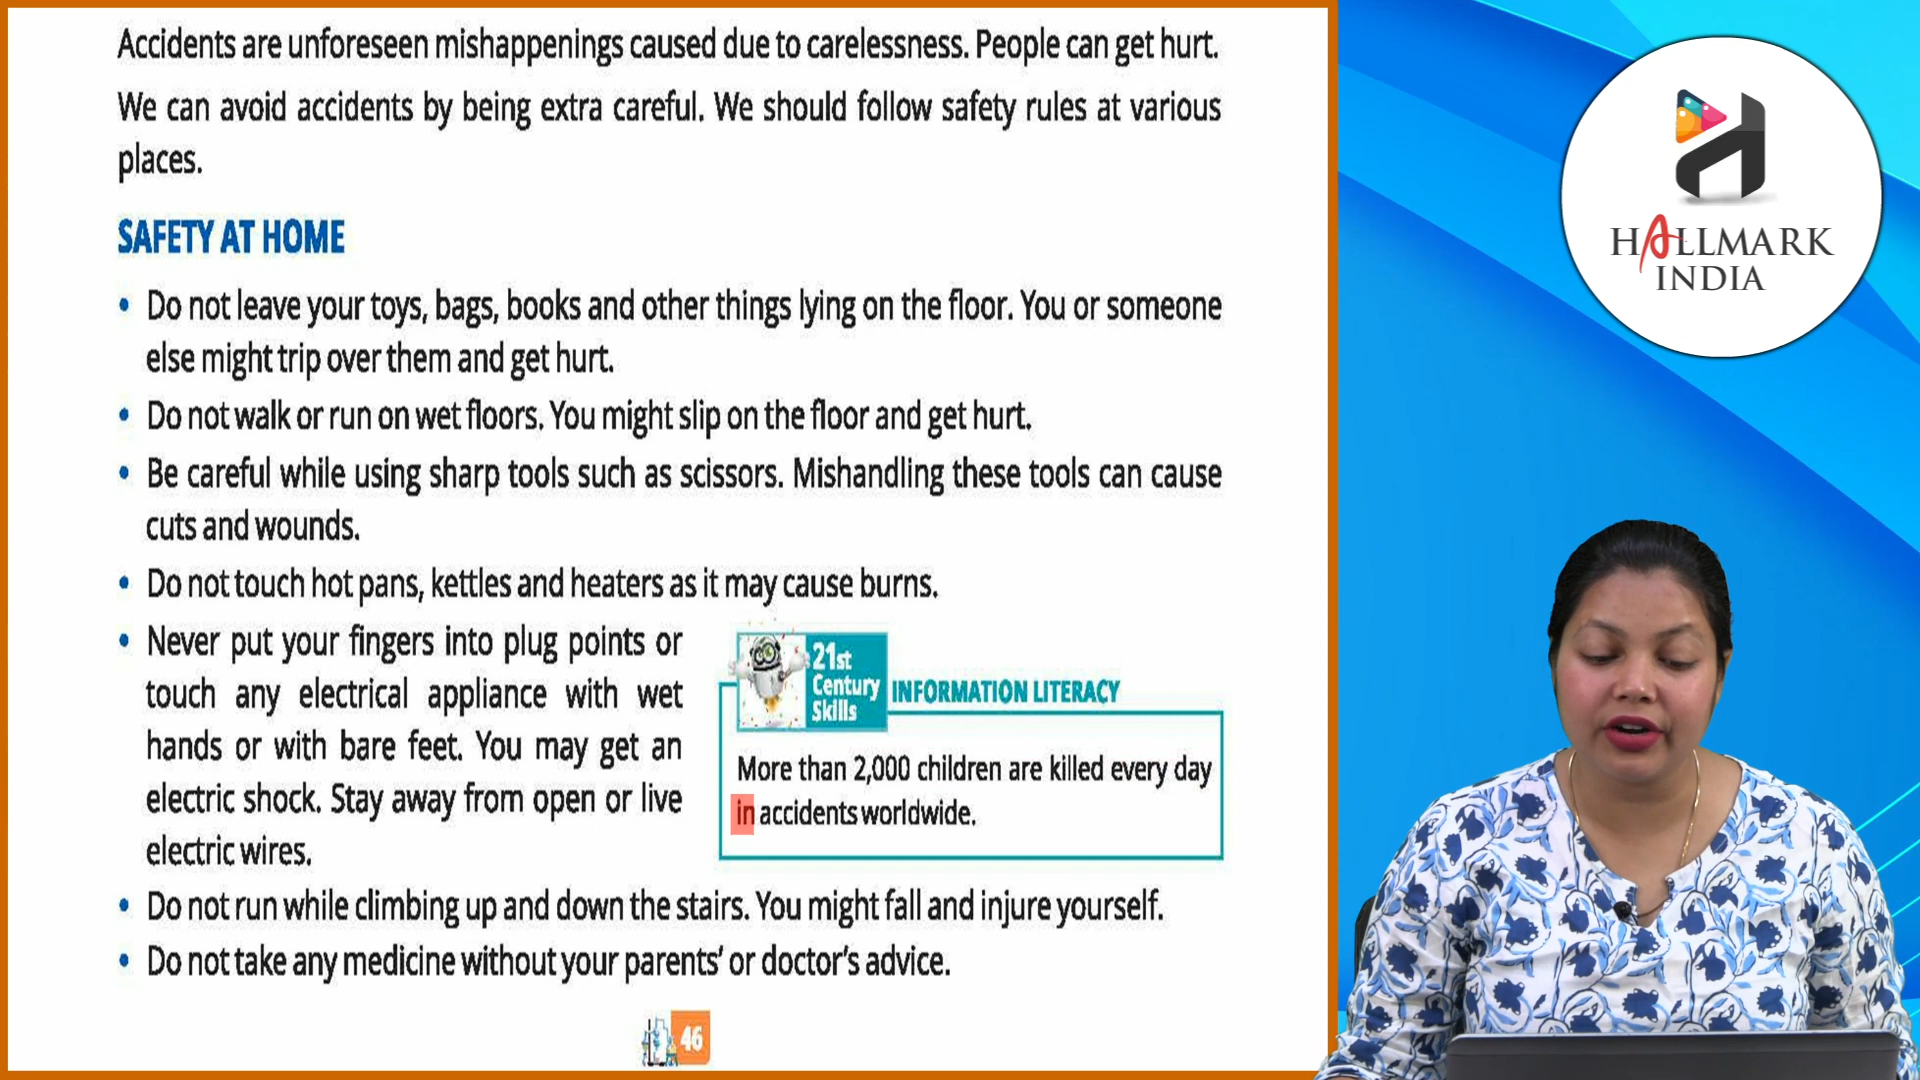 Accidents are unforeseen mishappenings caused due to carelessness. People can get hurt.
We can avoid accidents by being extra careful. We should follow safety rules at various
places.
SAFETY AT HOME
• Do not leave your toys, bags, books and other things lying on the floor. You or someone
else might trip over them and get hurt.
• Do not walk or run on wet floors. You might slip on the floor and get hurt.
• Be careful while using sharp tools such as scissors. Mishandling these tools can cause
cuts and wounds.
• Do not touch hot pans, kettles and heaters as it may cause burns.
• Never put your fingers into plug points or
touch any electrical appliance with wet
hands or with bare feet. You may get an
electric shock. Stay away from open or live
electric wires.
21st
Century
Skills
INFORMATION LITERACY
More than 2,000 children are killed every day
in accidents worldwide.
• Do not run while climbing up and down the stairs. You might fall and injure yourself.
• Do not take any medicine without your parents' or doctor's advice.
46
HALLMARK
INDIA